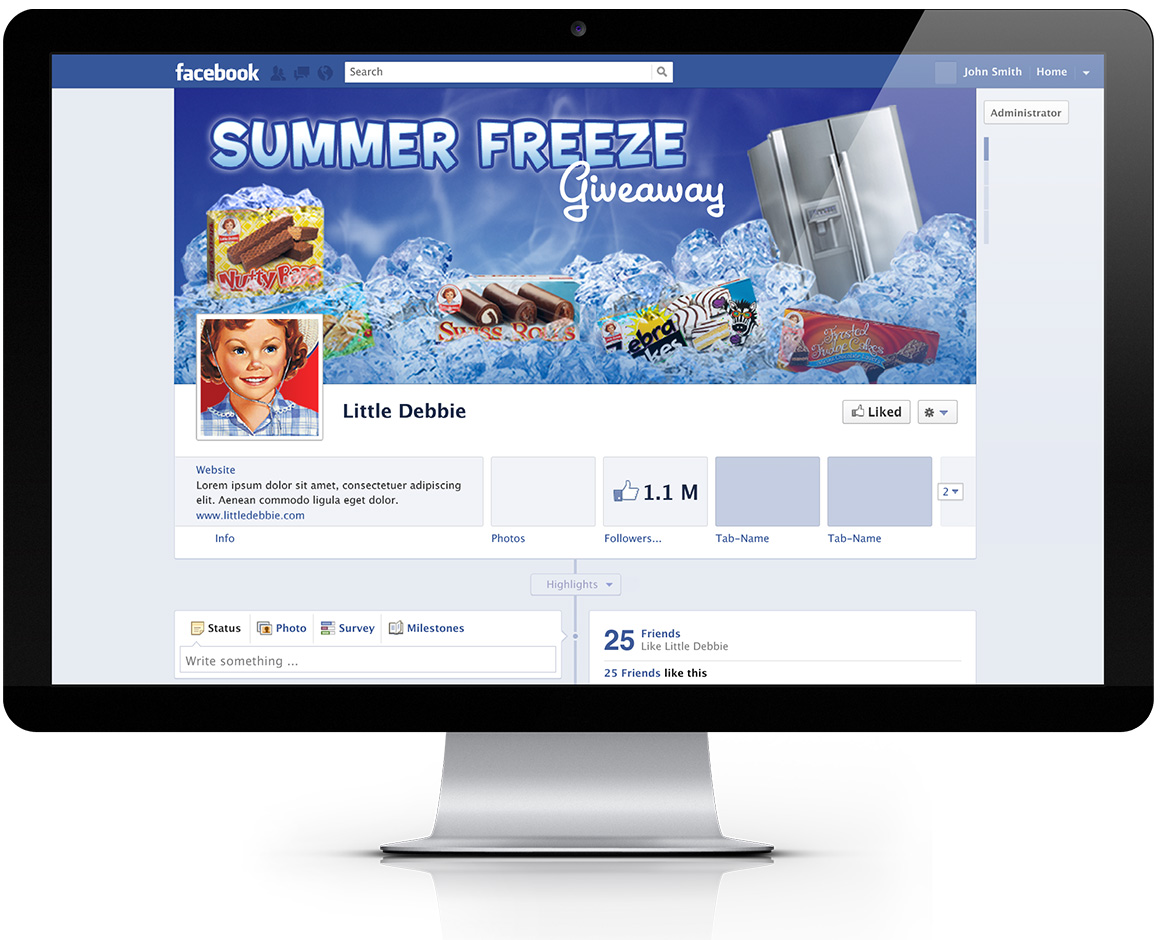 facebook
Search
John Smith
Home
Administrator
SUMMER FREEZE
Giveaway
Little Debbie
Nutty Bars
Swiss Rolls
Zebra
Cakes
Frosted
Fudge Cakes
Little Debbie
Liked
Website
Lorem ipsum dolor sit amet, consectetuer adipiscing
elit. Aenean commodo ligula eget dolor.
www.littledebbie.com
1.1 M
2
Info
Photos
Followers...
Tab-Name
Tab-Name
Highlights
Status
Photo
Survey
Milestones
Write something ...
25
Friends
Like Little Debbie
25 Friends like this